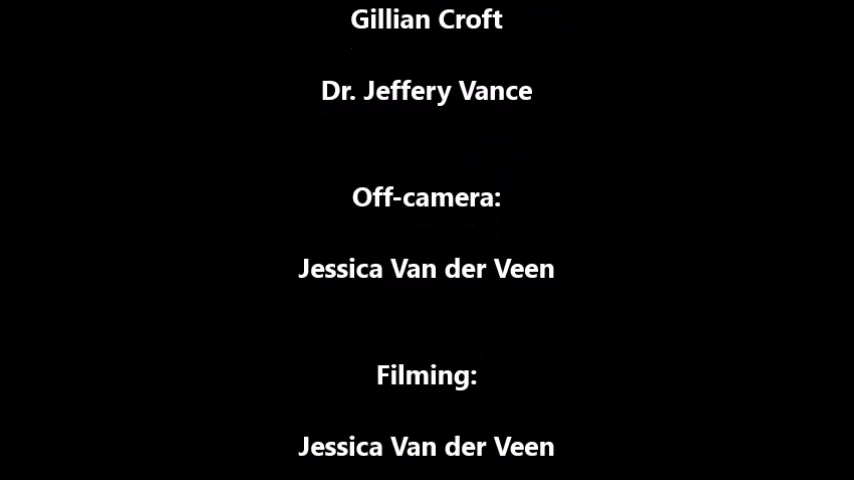 Gillian Croft
Dr. Jeffery Vance
Off-camera:
Jessica Van der Veen
Filming:
Jessica Van der Veen